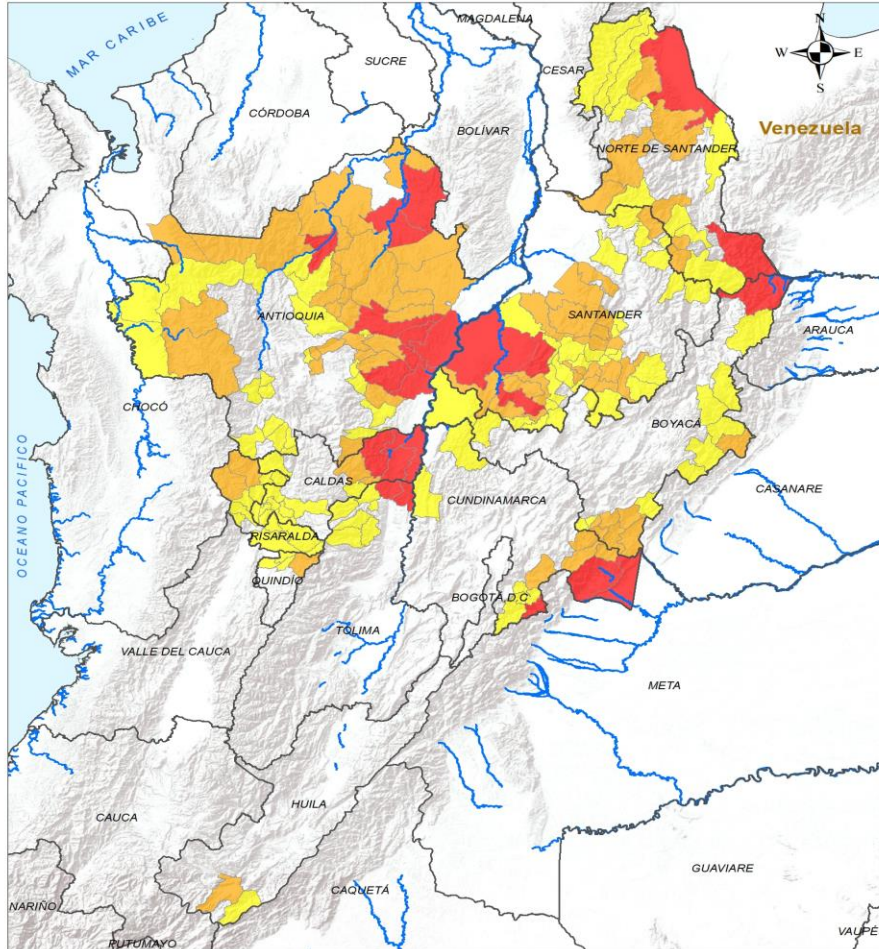 MAGDALENA
MAR CARIBE
SUCRE
CESAR
N
W
E
S
CÓRDOBA
BOLÍVAR
Venezuela
NORTE DE SANTANDER
ANTIOQUIA
SANTANDER
ARAUCA
CHOCÓ
OCEANO PACIFICO
BOYACÁ
CALDAS
CUNDINAMARCA
CASANARE
RISARALDA
QUINDÍO
BOGOTÁ D.C
TOLIMA
VALLE DEL CAUCA
META
HUILA
CAUCA
GUAVIARE
CAQUETÁ
NARIÑO
PUTUMAYO
VAUPÉ